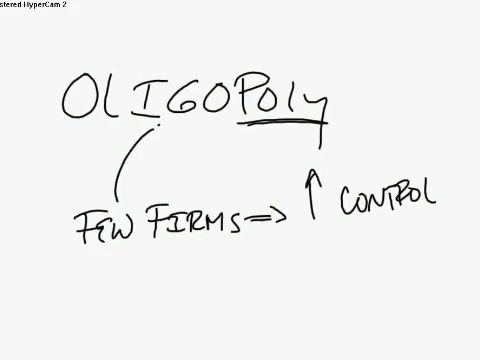 stered HyperCam 2
OLIGOPoly
FEW FIRMS ⇒ ↑ CONTROL